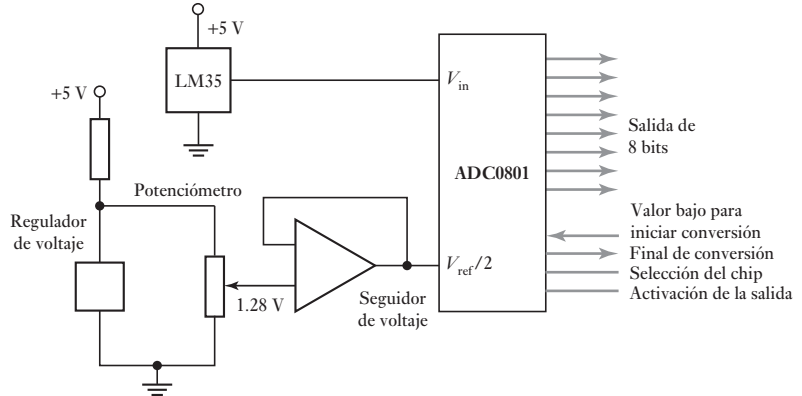 +5 V
LM35
+5 V
V_in
Salida de
8 bits
ADC0801
Potenciómetro
Regulador
de voltaje
Valor bajo para
iniciar conversión
V_ref/2
Final de conversión
Selección del chip
1.28 V
Seguidor
de voltaje
Activación de la salida